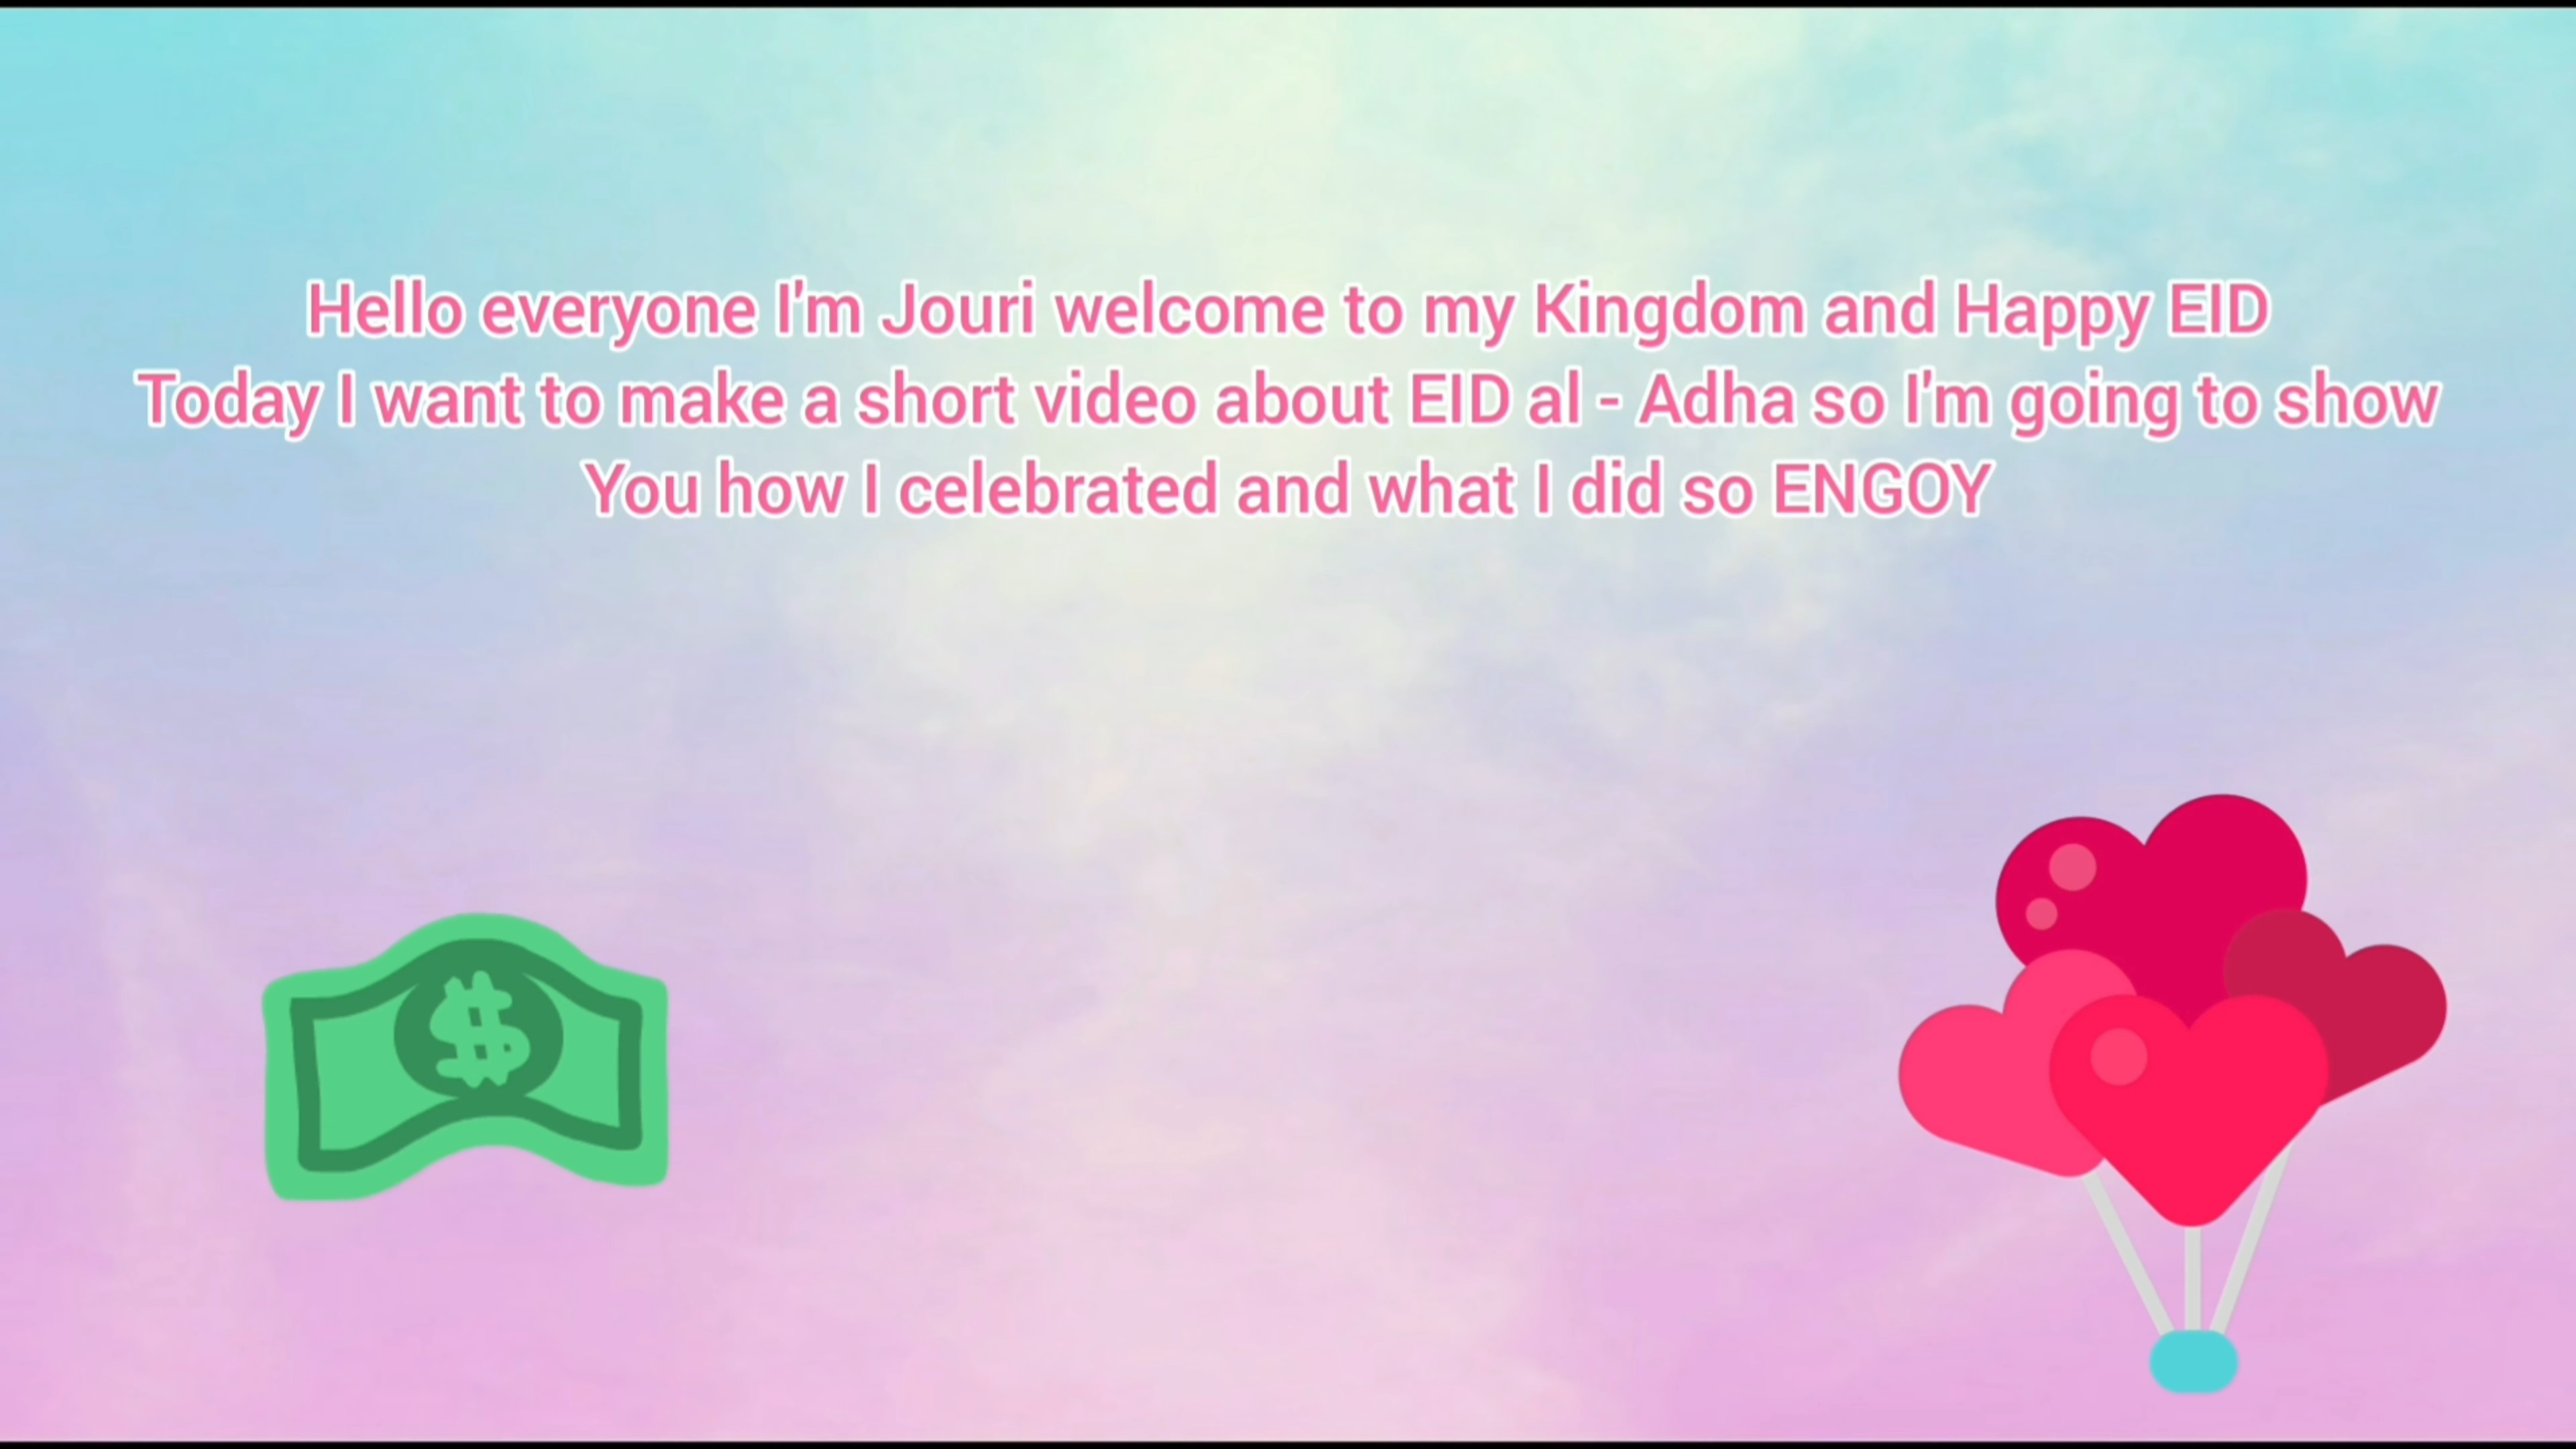 Hello everyone I'm Jouri welcome to my Kingdom and Happy EID
Today I want to make a short video about EID al - Adha so I'm going to show
You how I celebrated and what I did so ENGOY
$